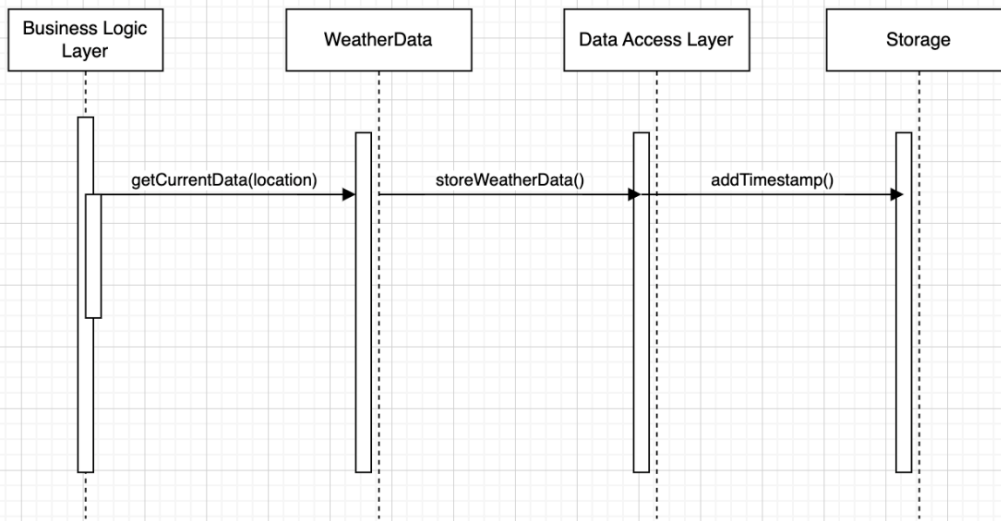 Business Logic
Layer
WeatherData
Data Access Layer
Storage
getCurrentData(location)
storeWeatherData()
addTimestamp()